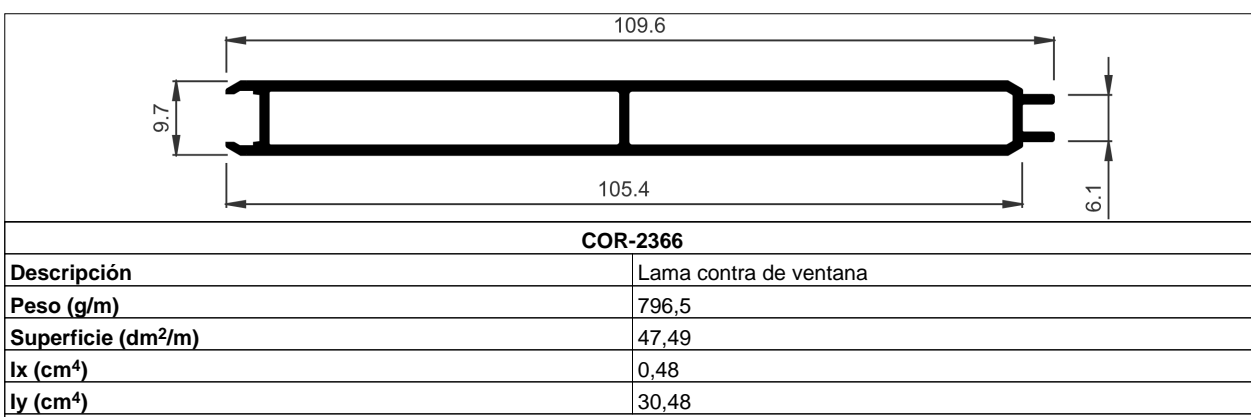 109.6
9.7
105.4
6.1
COR-2366
Descripción Lama contra de ventana
Peso (g/m) 796,5
Superficie (dm²/m) 47,49
Ix (cm⁴) 0,48
Iy (cm⁴) 30,48